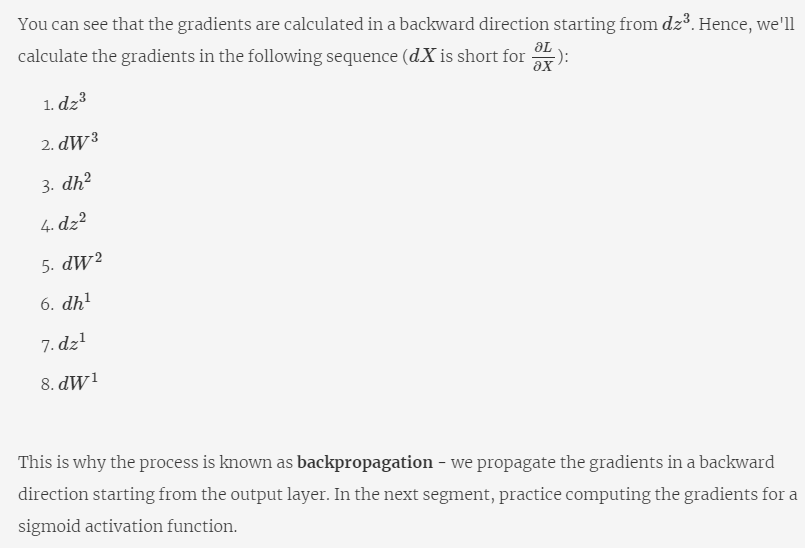 You can see that the gradients are calculated in a backward direction starting from dz³. Hence, we'll
calculate the gradients in the following sequence (dX is short for ∂L/∂X):
1. dz³
2. dW³
3. dh²
4. dz²
5. dW²
6. dh¹
7. dz¹
8. dW¹
This is why the process is known as backpropagation - we propagate the gradients in a backward
direction starting from the output layer. In the next segment, practice computing the gradients for a
sigmoid activation function.